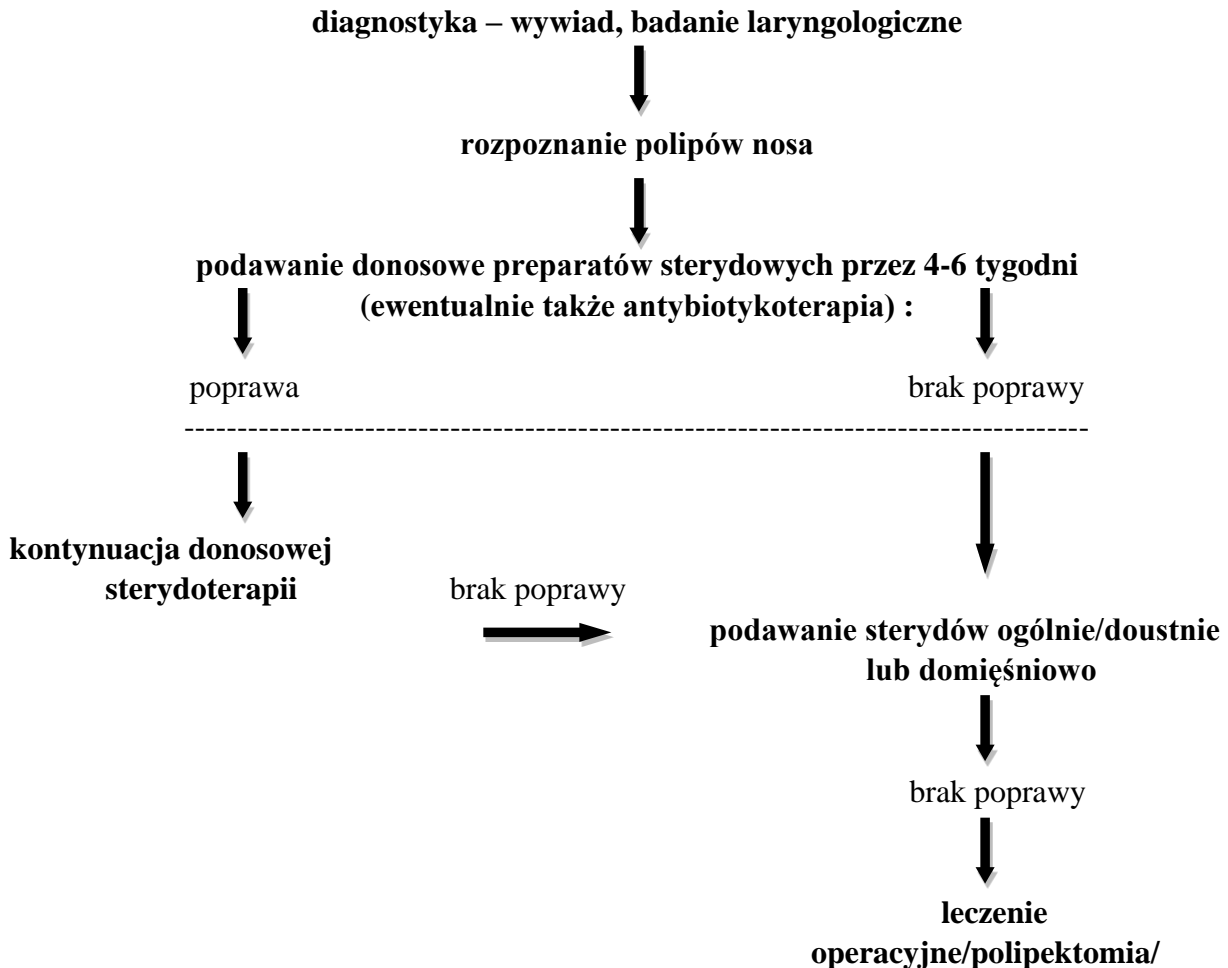 diagnostyka – wywiad, badanie laryngologiczne
rozpoznanie polipów nosa
podawanie donosowe preparatów sterydowych przez 4-6 tygodni
(ewentualnie także antybiotykoterapia) :
poprawa
brak poprawy
kontynuacja donosowej
sterydoterapii
brak poprawy
podawanie sterydów ogólnie/doustnie
lub domięśniowo
brak poprawy
leczenie
operacyjne/polipektomia/